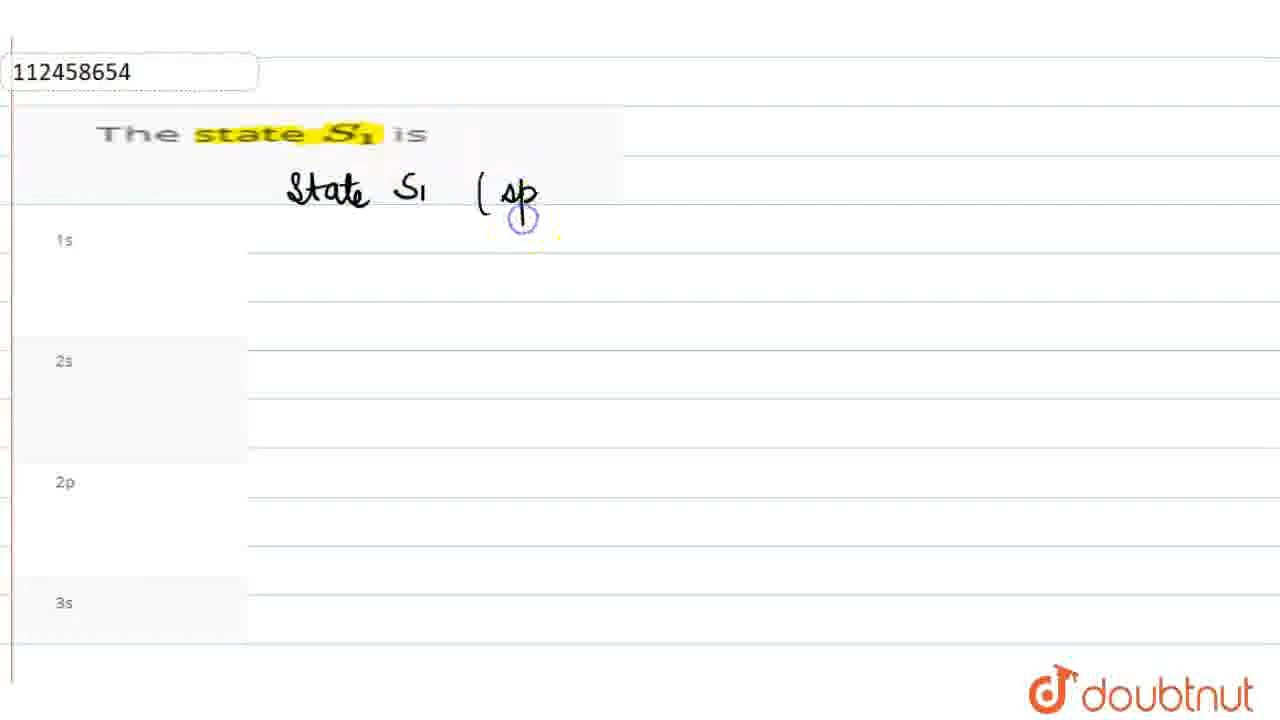 112458654
The state S₁ is
State S₁ ( sp
1s
2s
2p
3s
doubtnut